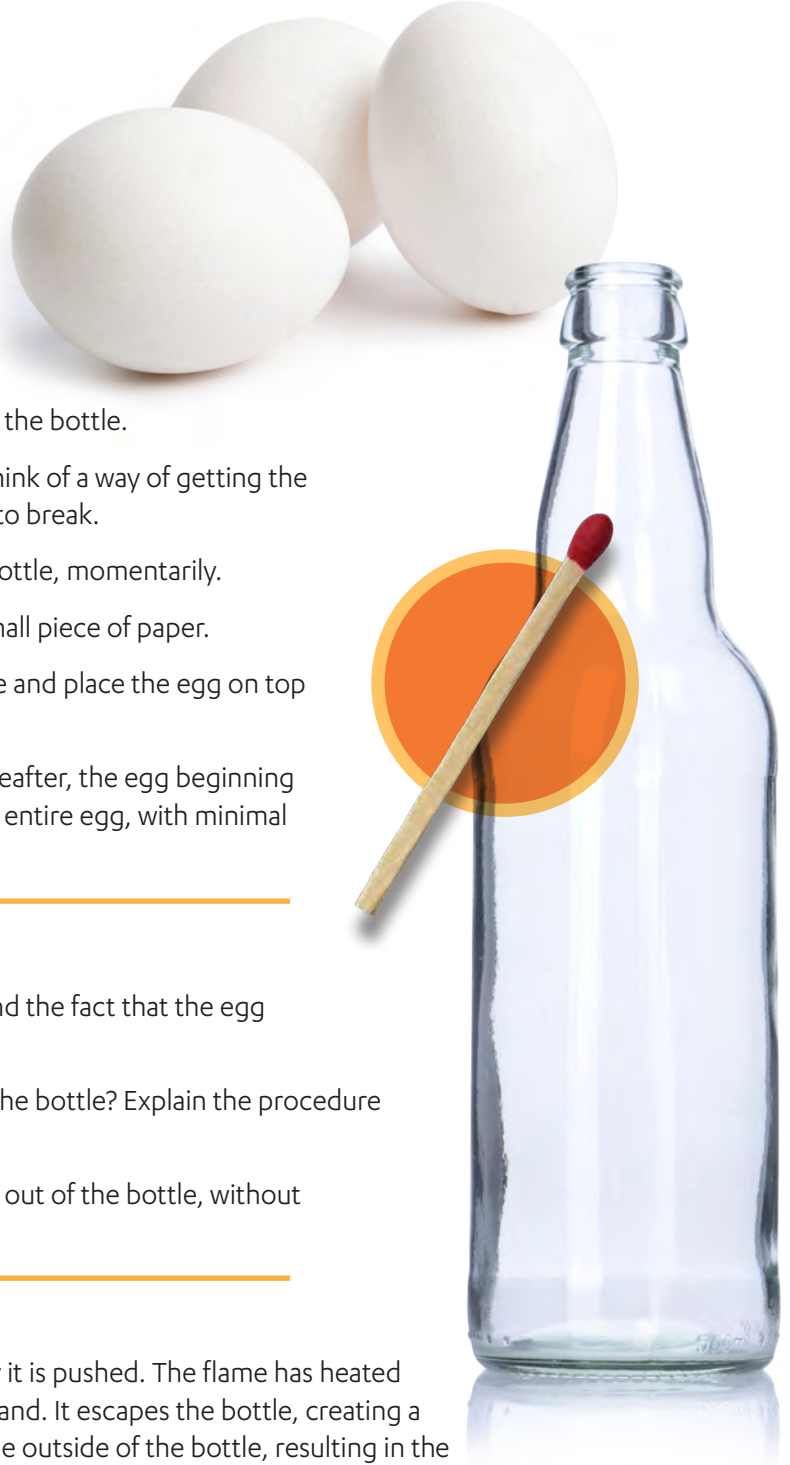 the bottle.
hink of a way of getting the
to break.
ottle, momentarily.
nall piece of paper.
e and place the egg on top
eafter, the egg beginning
entire egg, with minimal
nd the fact that the egg
he bottle? Explain the procedure
out of the bottle, without
it is pushed. The flame has heated
and. It escapes the bottle, creating a
e outside of the bottle, resulting in the